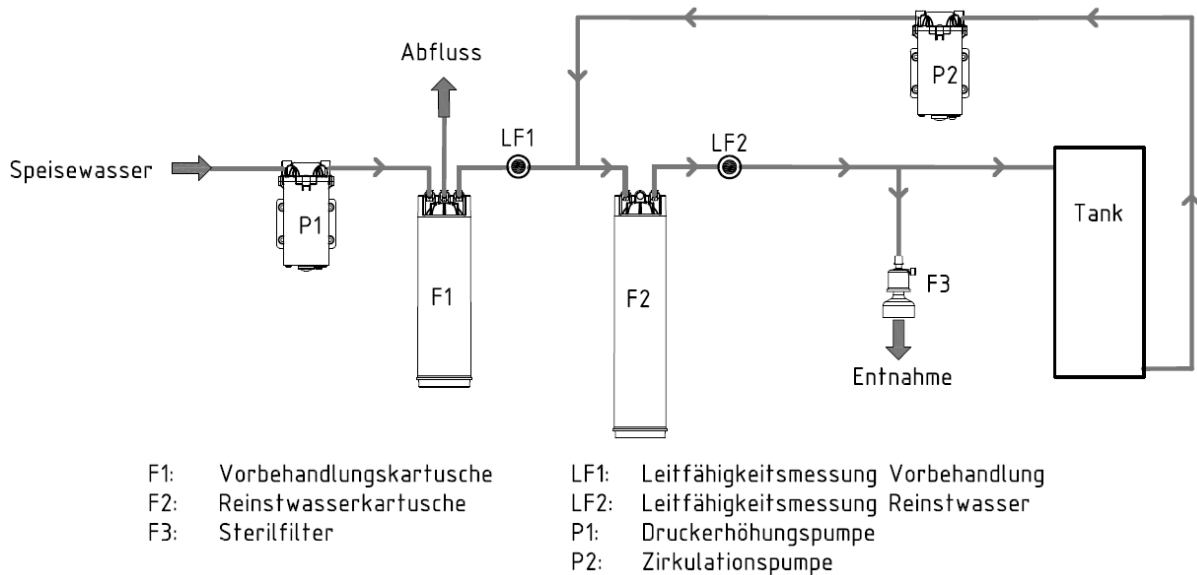 Abfluss
P2
LF1
LF2
Speisewasser
P1
Tank
F1
F2
F3
Entnahme
F1: Vorbehandlungskartusche
F2: Reinstwasserkartusche
F3: Sterilfilter
LF1: Leitfähigkeitsmessung Vorbehandlung
LF2: Leitfähigkeitsmessung Reinstwasser
P1: Druckerhöhungspumpe
P2: Zirkulationspumpe